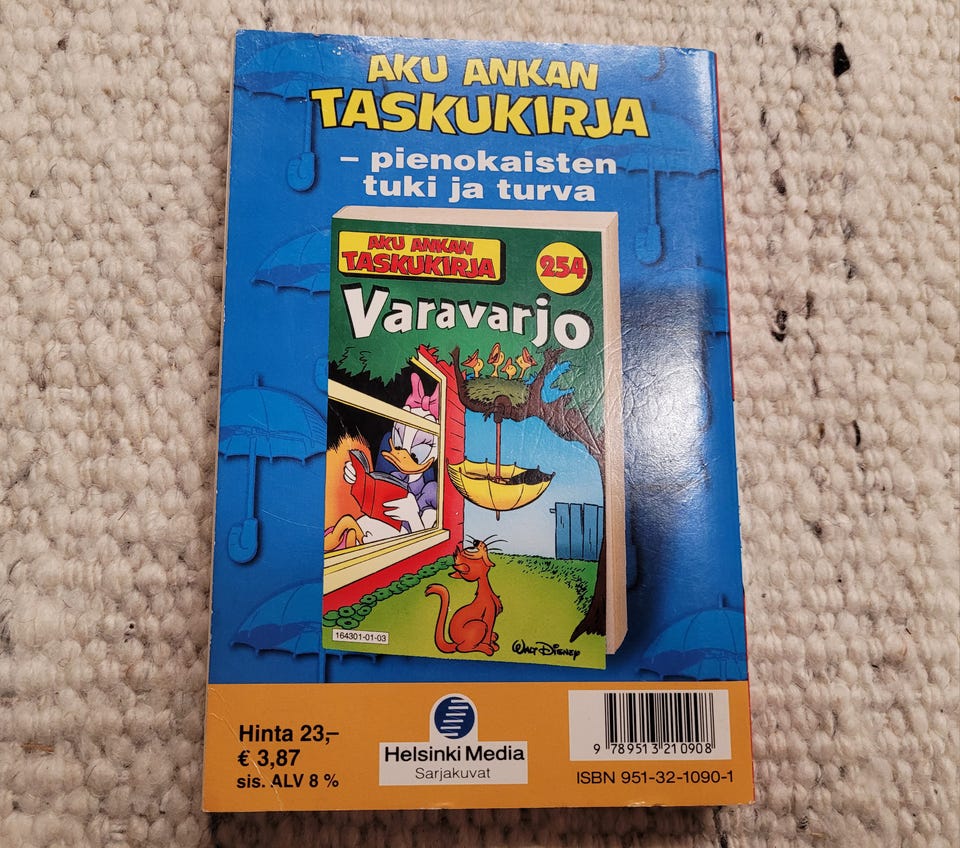 AKU ANKAN
TASKUKIRJA
– pienokaisten
tuki ja turva
AKU ANKAN
TASKUKIRJA
254
Varavarjo
164301-01-03
WALT DISNEY
Hinta 23,–
€ 3,87
sis. ALV 8 %
Helsinki Media
Sarjakuvat
9 789513 210908
ISBN 951-32-1090-1